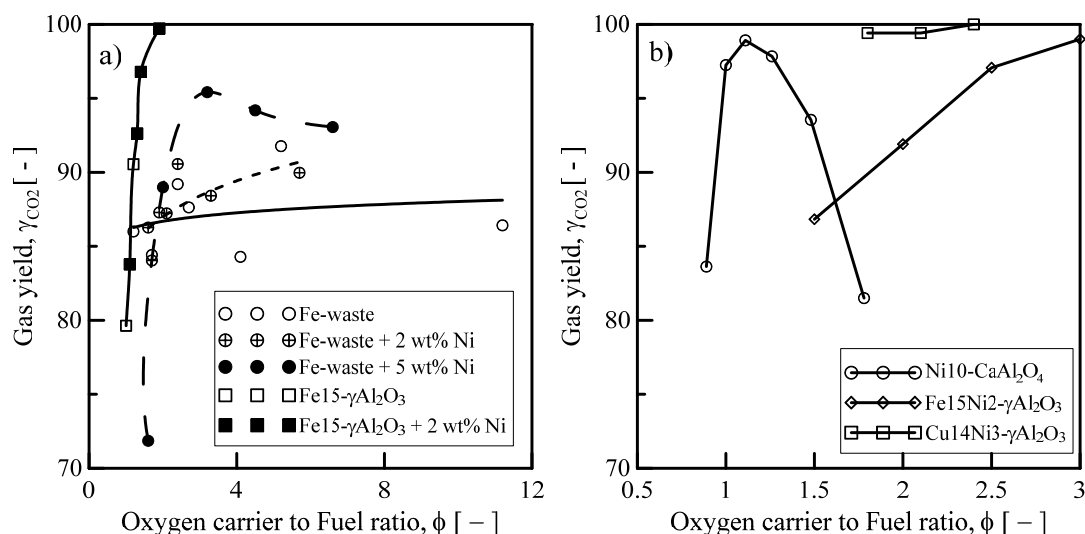 a)
100
90
80
70
Gas yield, γCO2 [ - ]
0
4
8
12
Oxygen carrier to Fuel ratio, ϕ [ − ]
Fe-waste
Fe-waste + 2 wt% Ni
Fe-waste + 5 wt% Ni
Fe15-γAl2O3
Fe15-γAl2O3 + 2 wt% Ni
b)
100
90
80
70
Gas yield, γCO2 [ - ]
0.5
1
1.5
2
2.5
3
Oxygen carrier to Fuel ratio, ϕ [ − ]
Ni10-CaAl2O4
Fe15Ni2-γAl2O3
Cu14Ni3-γAl2O3